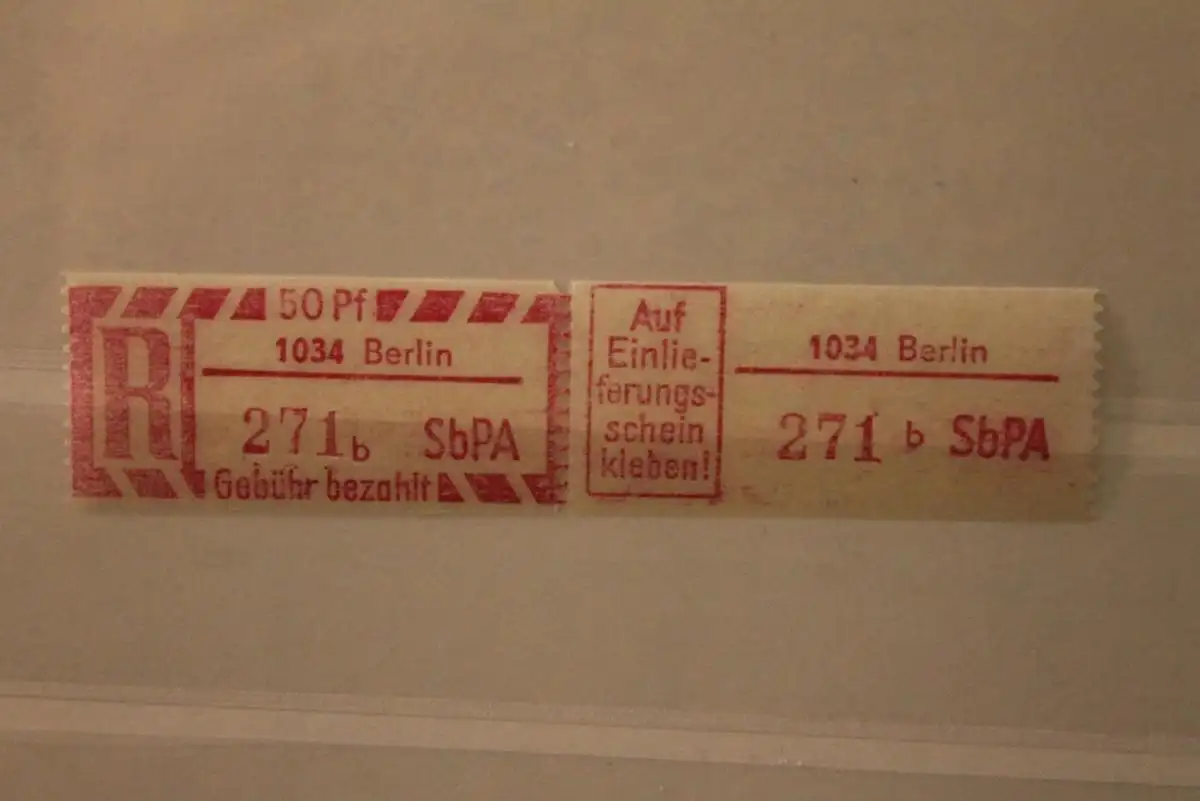 50 Pf
R
1034 Berlin
271 b SbPA
Gebühr bezahlt
Auf
Einlie-
ferungs-
schein
kleben!
1034 Berlin
271 b SbPA